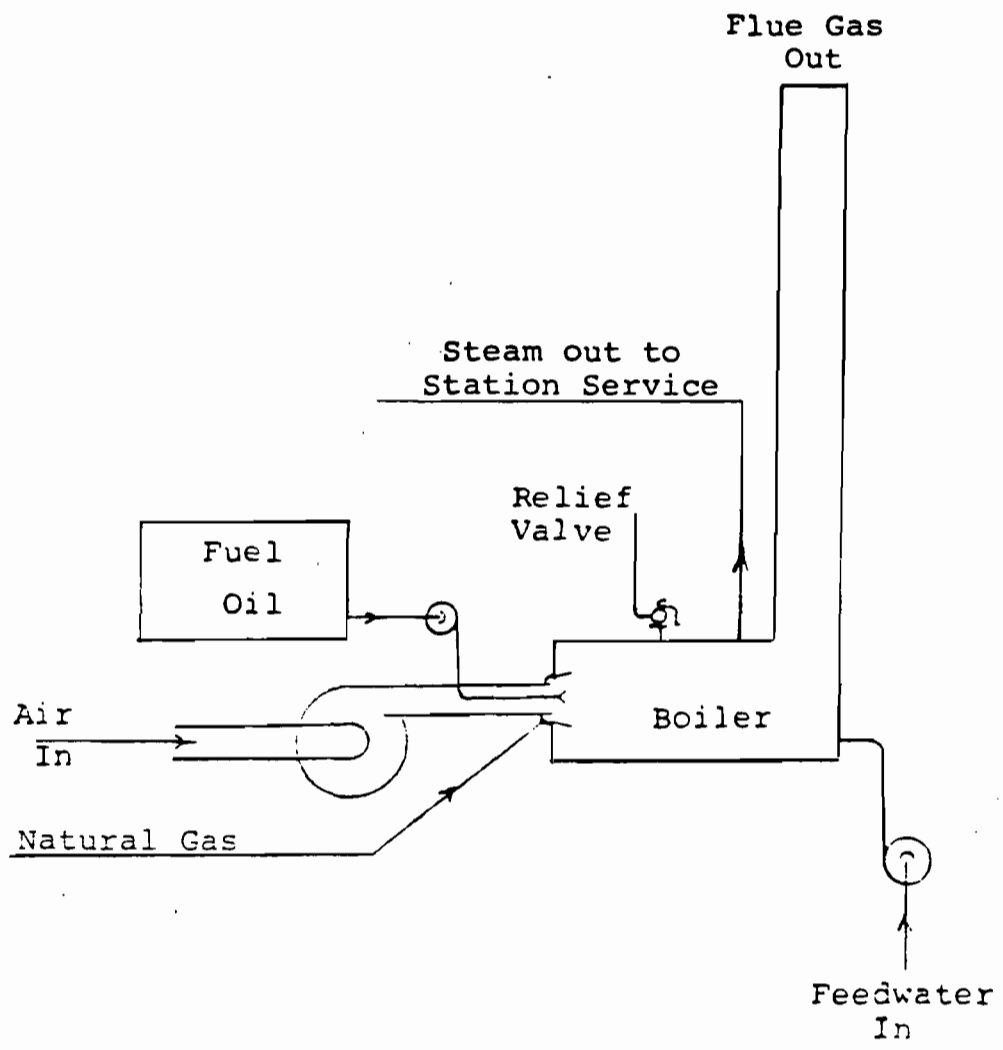 Flue Gas
Out
Steam out to
Station Service
Relief
Valve
Fuel
Oil
Air
In
Boiler
Natural Gas
Feedwater
In